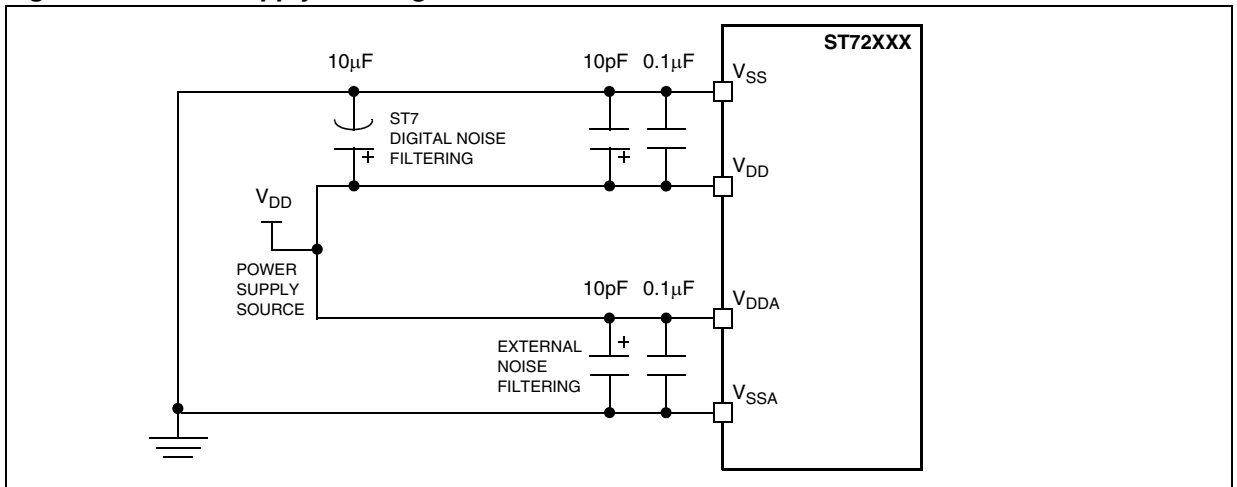 ST72XXX
10μF
10pF 0.1μF
VSS
ST7
DIGITAL NOISE
FILTERING
+
+
VDD
VDD
POWER
SUPPLY
SOURCE
10pF 0.1μF
VDDA
EXTERNAL
NOISE
FILTERING
+
VSSA